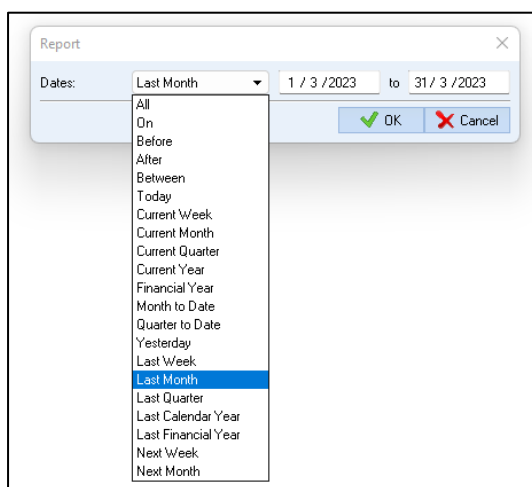 Report
Dates: Last Month 1 / 3 /2023 to 31/ 3 /2023
OK Cancel
All
On
Before
After
Between
Today
Current Week
Current Month
Current Quarter
Current Year
Financial Year
Month to Date
Quarter to Date
Yesterday
Last Week
Last Month
Last Quarter
Last Calendar Year
Last Financial Year
Next Week
Next Month